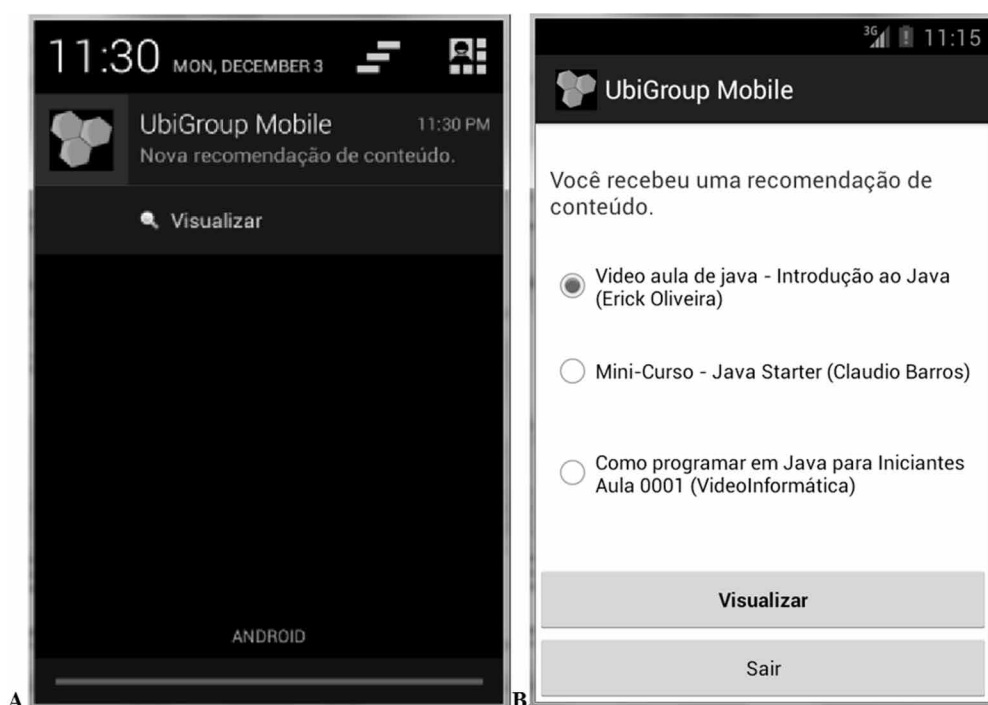 11:30 MON, DECEMBER 3
UbiGroup Mobile 11:30 PM
Nova recomendação de conteúdo.
Visualizar
ANDROID
A
3G 11:15
UbiGroup Mobile
Você recebeu uma recomendação de
conteúdo.
Video aula de java - Introdução ao Java
(Erick Oliveira)
Mini-Curso - Java Starter (Claudio Barros)
Como programar em Java para Iniciantes
Aula 0001 (VideoInformática)
Visualizar
Sair
B